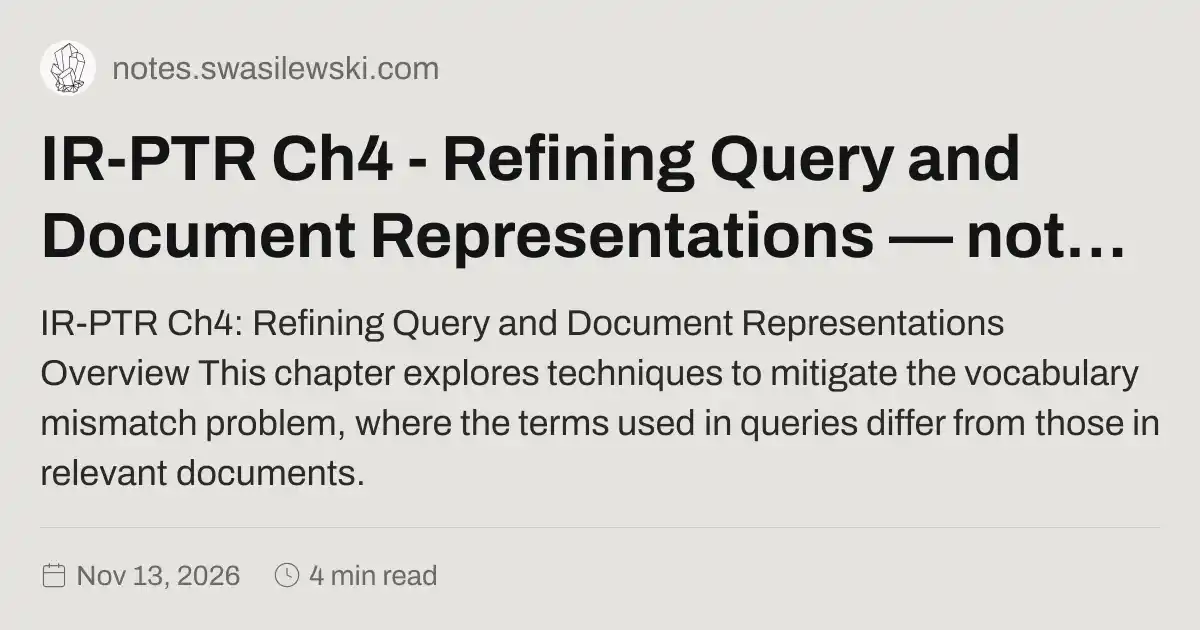 notes.swasilewski.com
IR-PTR Ch4 - Refining Query and
Document Representations — not…
IR-PTR Ch4: Refining Query and Document Representations
Overview This chapter explores techniques to mitigate the vocabulary
mismatch problem, where the terms used in queries differ from those in
relevant documents.
Nov 13, 2026 4 min read